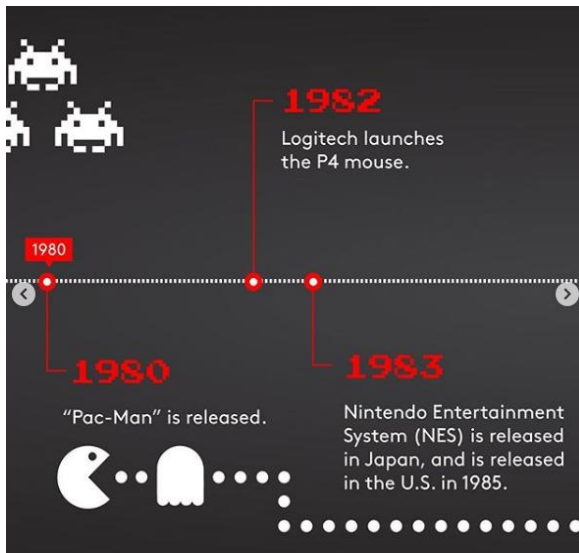 1982
Logitech launches
the P4 mouse.
1980
1980
“Pac-Man” is released.
1983
Nintendo Entertainment
System (NES) is released
in Japan, and is released
in the U.S. in 1985.